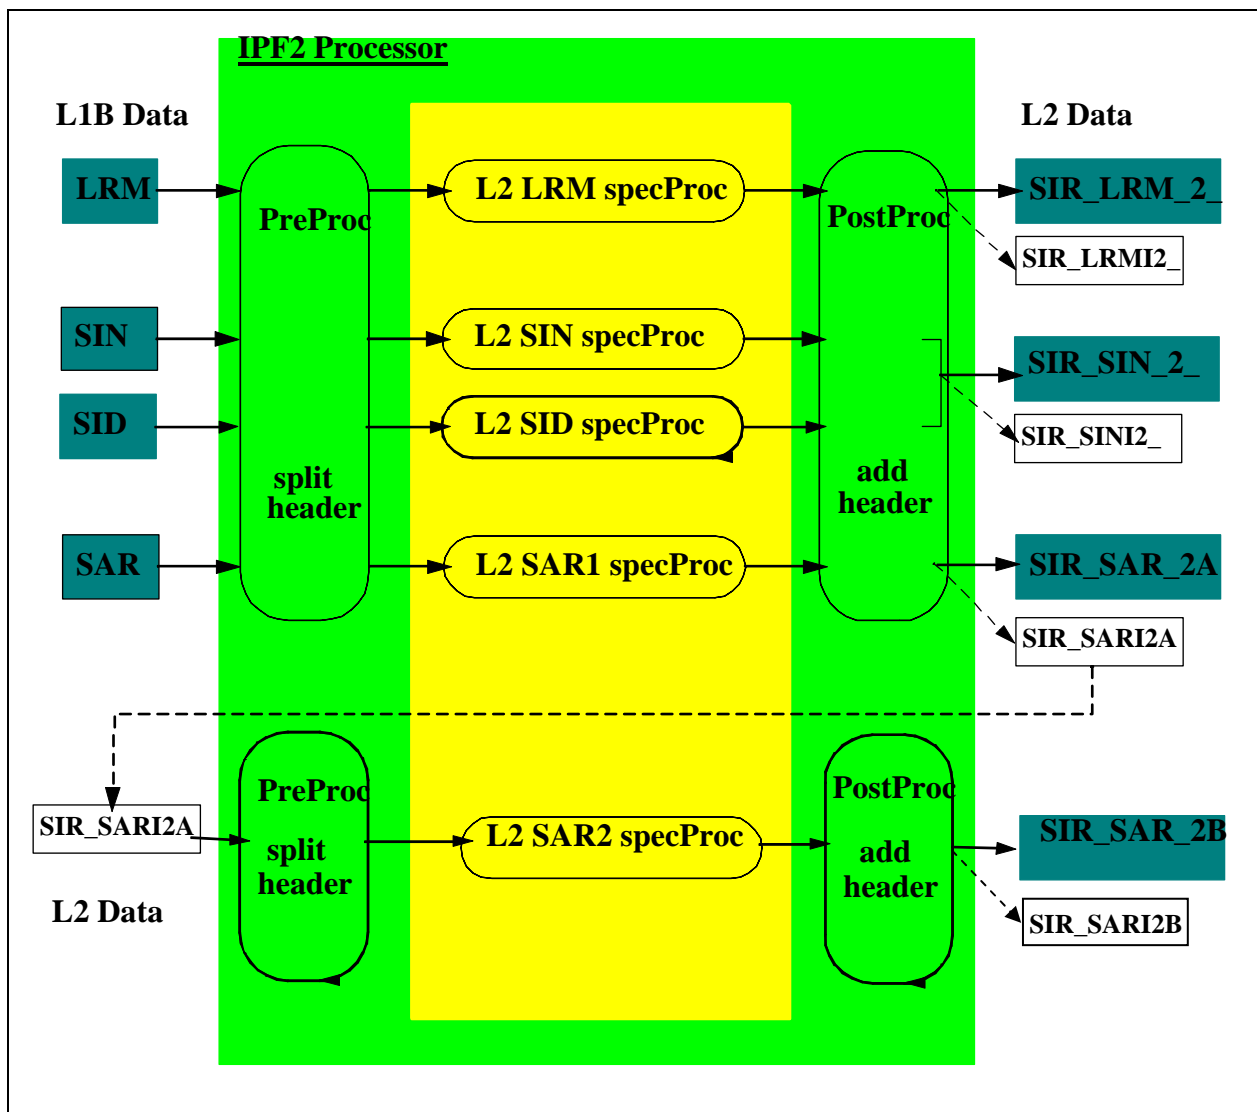 IPF2 Processor
L1B Data
L2 Data
LRM
PreProc
L2 LRM specProc
PostProc
SIR_LRM_2_
SIR_LRMI2_
SIN
L2 SIN specProc
SIR_SIN_2_
SID
L2 SID specProc
SIR_SINI2_
split
header
add
header
SAR
L2 SAR1 specProc
SIR_SAR_2A
SIR_SARI2A
SIR_SARI2A
PreProc
split
header
L2 SAR2 specProc
PostProc
add
header
SIR_SAR_2B
L2 Data
SIR_SARI2B